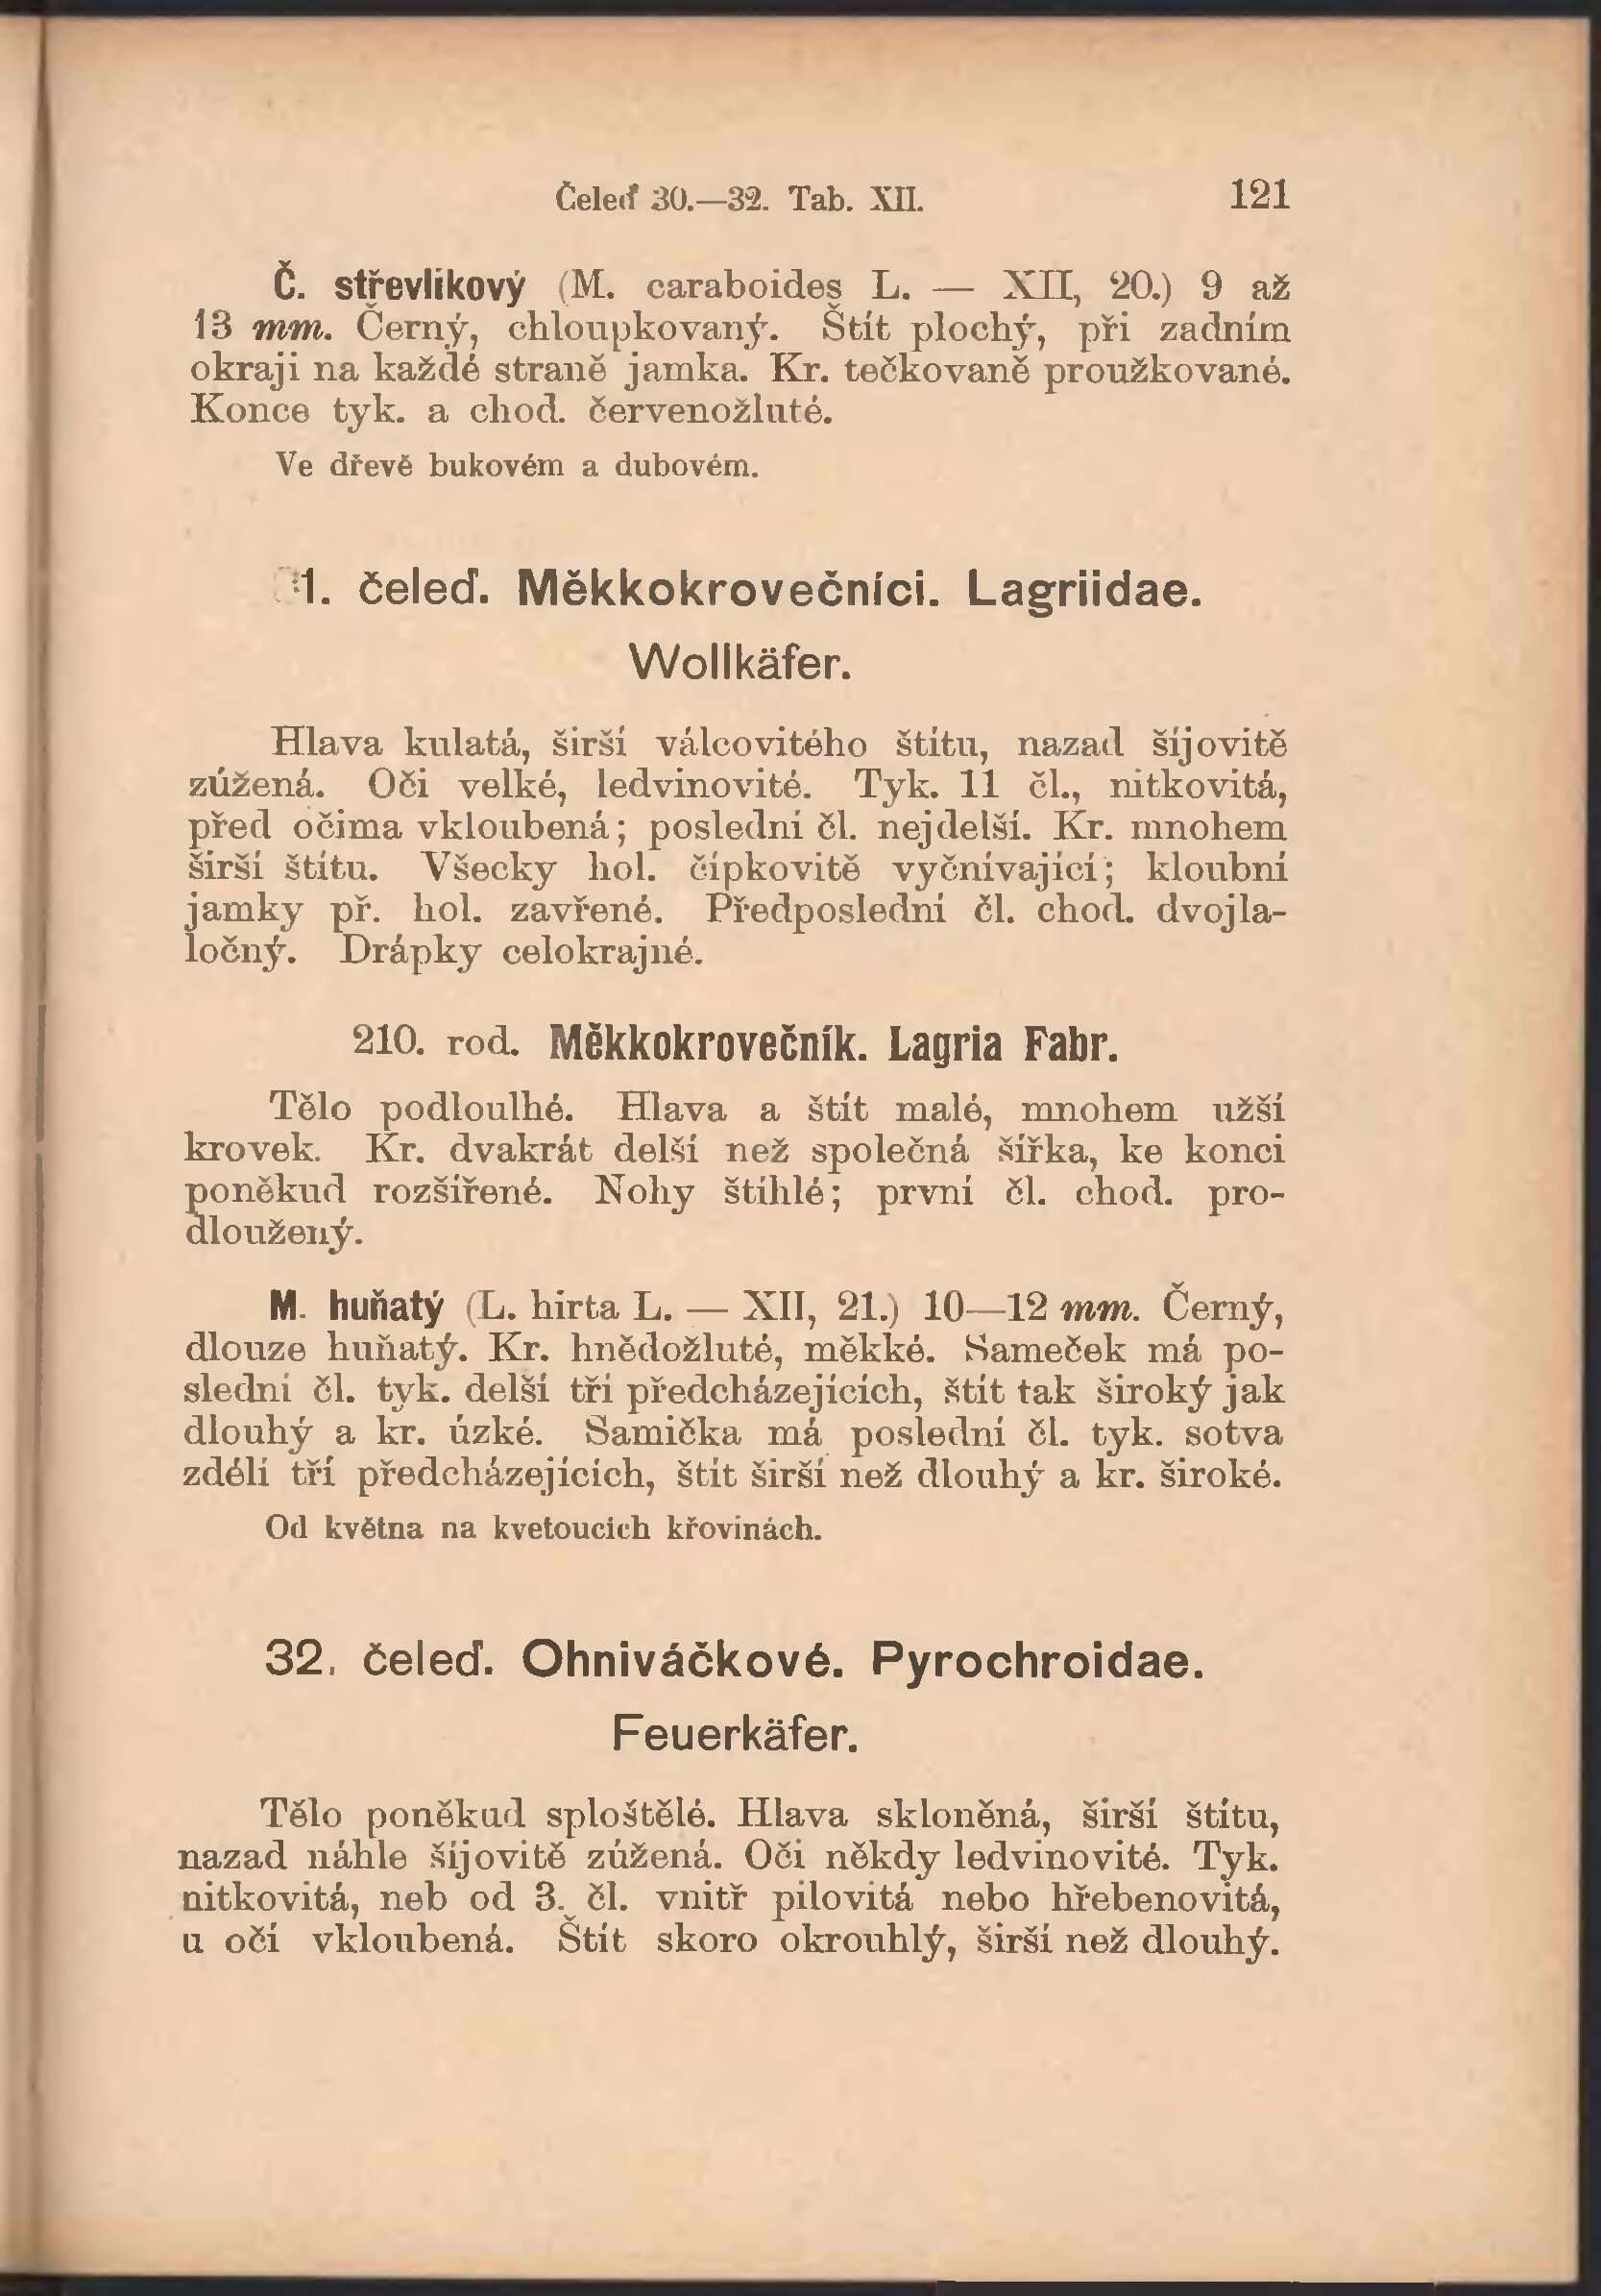 Čeleď 30.—32. Tab. XII. 121
Č. střevlíkový (M. caraboides L. — XII, 20.) 9 až
13 mm. Černý, chloupkovaný. Štít plochý, při zadním
okraji na každé straně jamka. Kr. tečkovaně proužkované.
Konce tyk. a chod. červenožluté.
Ve dřevě bukovém a dubovém.
31. čeleď. Měkkokrovečníci. Lagriidae.
Wollkäfer.
Hlava kulatá, širší válcovitého štítu, nazad šíjovitě
zúžená. Oči velké, ledvinovité. Tyk. 11 čl., nitkovitá,
před očima vkloubená; poslední čl. nejdelší. Kr. mnohem
širší štítu. Všecky hol. čípkovitě vyčnívající; kloubní
jamky př. hol. zavřené. Předposlední čl. chod. dvojla-
ločný. Drápky celokrajné.
210. rod. Měkkokrovečník. Lagria Fabr.
Tělo podlouhlé. Hlava a štít malé, mnohem užší
krovek. Kr. dvakrát delší než společná šířka, ke konci
poněkud rozšířené. Nohy štíhlé; první čl. chod. pro-
dloužený.
M. huňatý (L. hirta L. — XII, 21.) 10—12 mm. Černý,
dlouze huňatý. Kr. hnědožluté, měkké. Sameček má po-
slední čl. tyk. delší tří předcházejících, štít tak široký jak
dlouhý a kr. úzké. Samička má poslední čl. tyk. sotva
zdélí tří předcházejících, štít širší než dlouhý a kr. široké.
Od května na kvetoucích křovinách.
32. čeleď. Ohniváčkové. Pyrochroidae.
Feuerkäfer.
Tělo poněkud sploštělé. Hlava skloněná, širší štítu,
nazad náhle šíjovitě zúžená. Oči někdy ledvinovité. Tyk.
nitkovitá, neb od 3. čl. vnitř pilovitá nebo hřebenovitá,
u očí vkloubená. Štít skoro okrouhlý, širší než dlouhý.